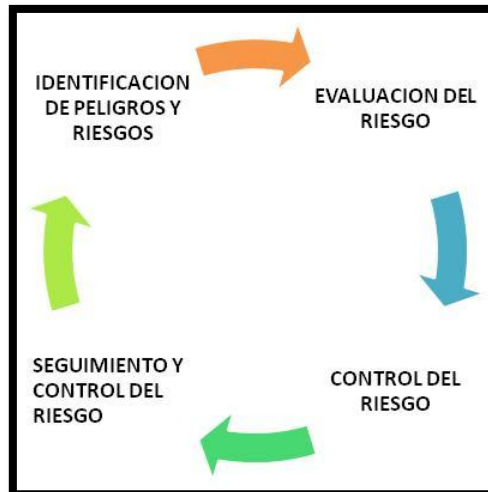 IDENTIFICACION
DE PELIGROS Y
RIESGOS
EVALUACION DEL
RIESGO
CONTROL DEL
RIESGO
SEGUIMIENTO Y
CONTROL DEL
RIESGO